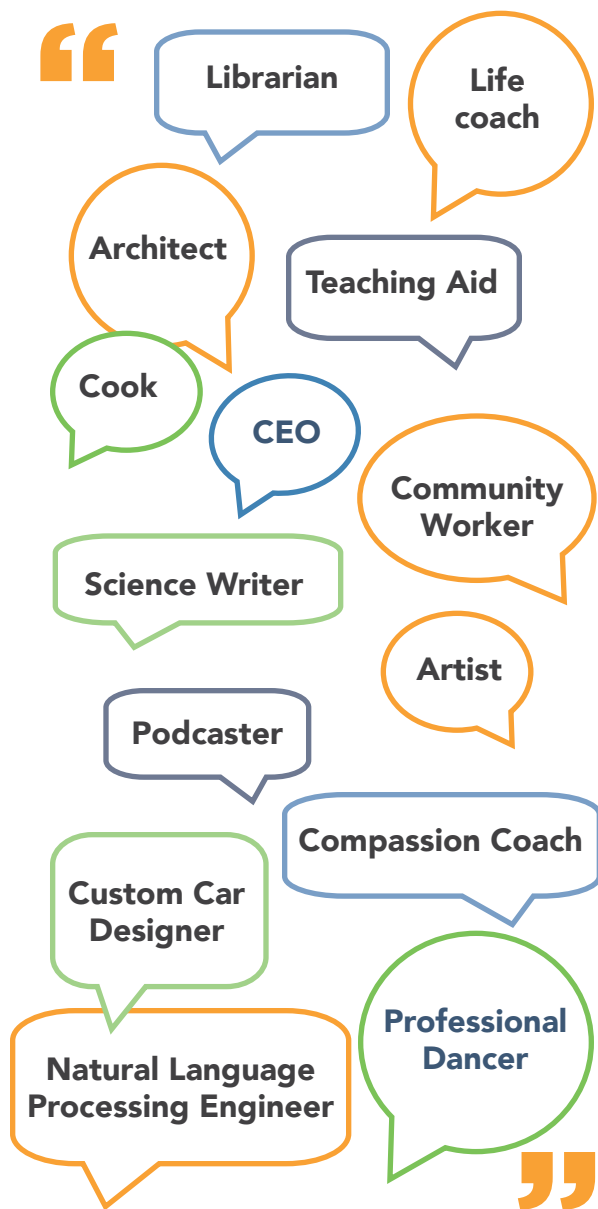 Librarian
Life
coach
Architect
Teaching Aid
Cook
CEO
Community
Worker
Science Writer
Artist
Podcaster
Compassion Coach
Custom Car
Designer
Professional
Dancer
Natural Language
Processing Engineer